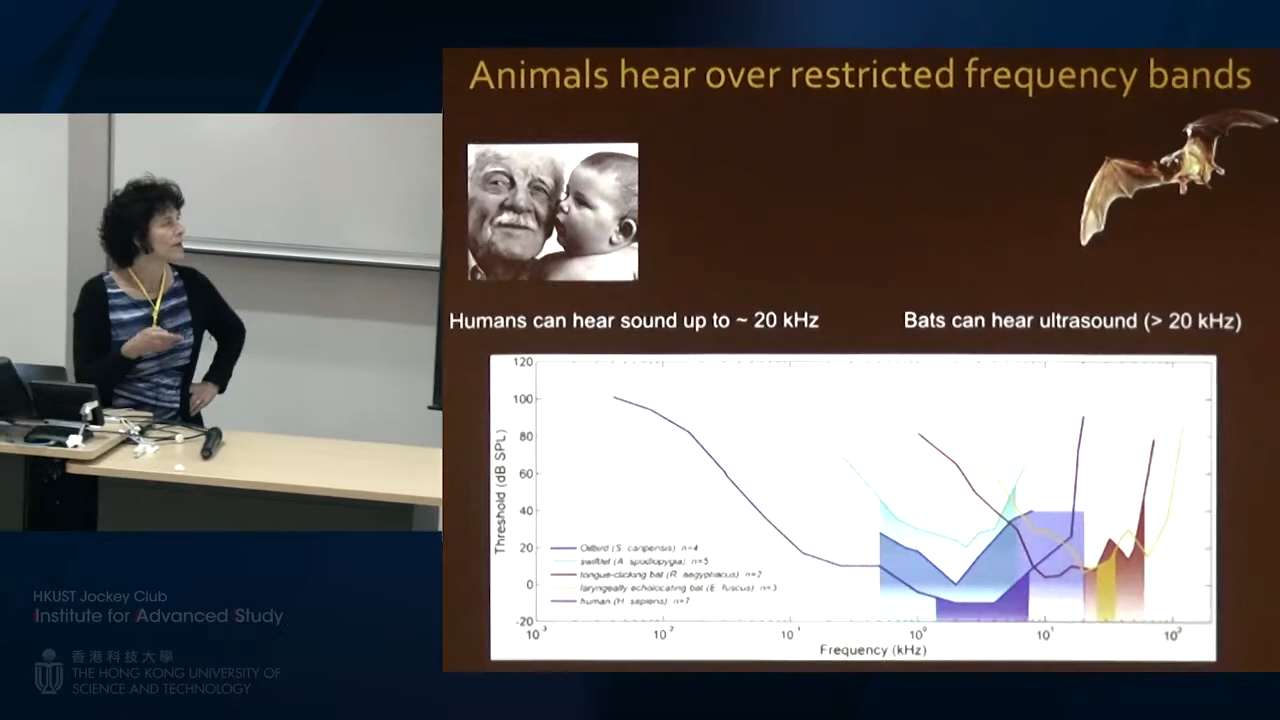 Animals hear over restricted frequency bands
Humans can hear sound up to ~ 20 kHz
Bats can hear ultrasound (> 20 kHz)
120
100
80
60
40
20
0
-20
Threshold (dB SPL)
Oilbird (S. caripensis) n=4
swiftlet (A. spodiopygia) n=5
tongue-clicking bat (R. aegyptiacus) n=2
laryngeally echolocating bat (E. fuscus) n=3
human (H. sapiens) n=7
10⁻³ 10⁻² 10⁻¹ 10⁰ 10¹ 10²
Frequency (kHz)
HKUST Jockey Club
Institute for Advanced Study
香港科技大學
THE HONG KONG UNIVERSITY OF
SCIENCE AND TECHNOLOGY